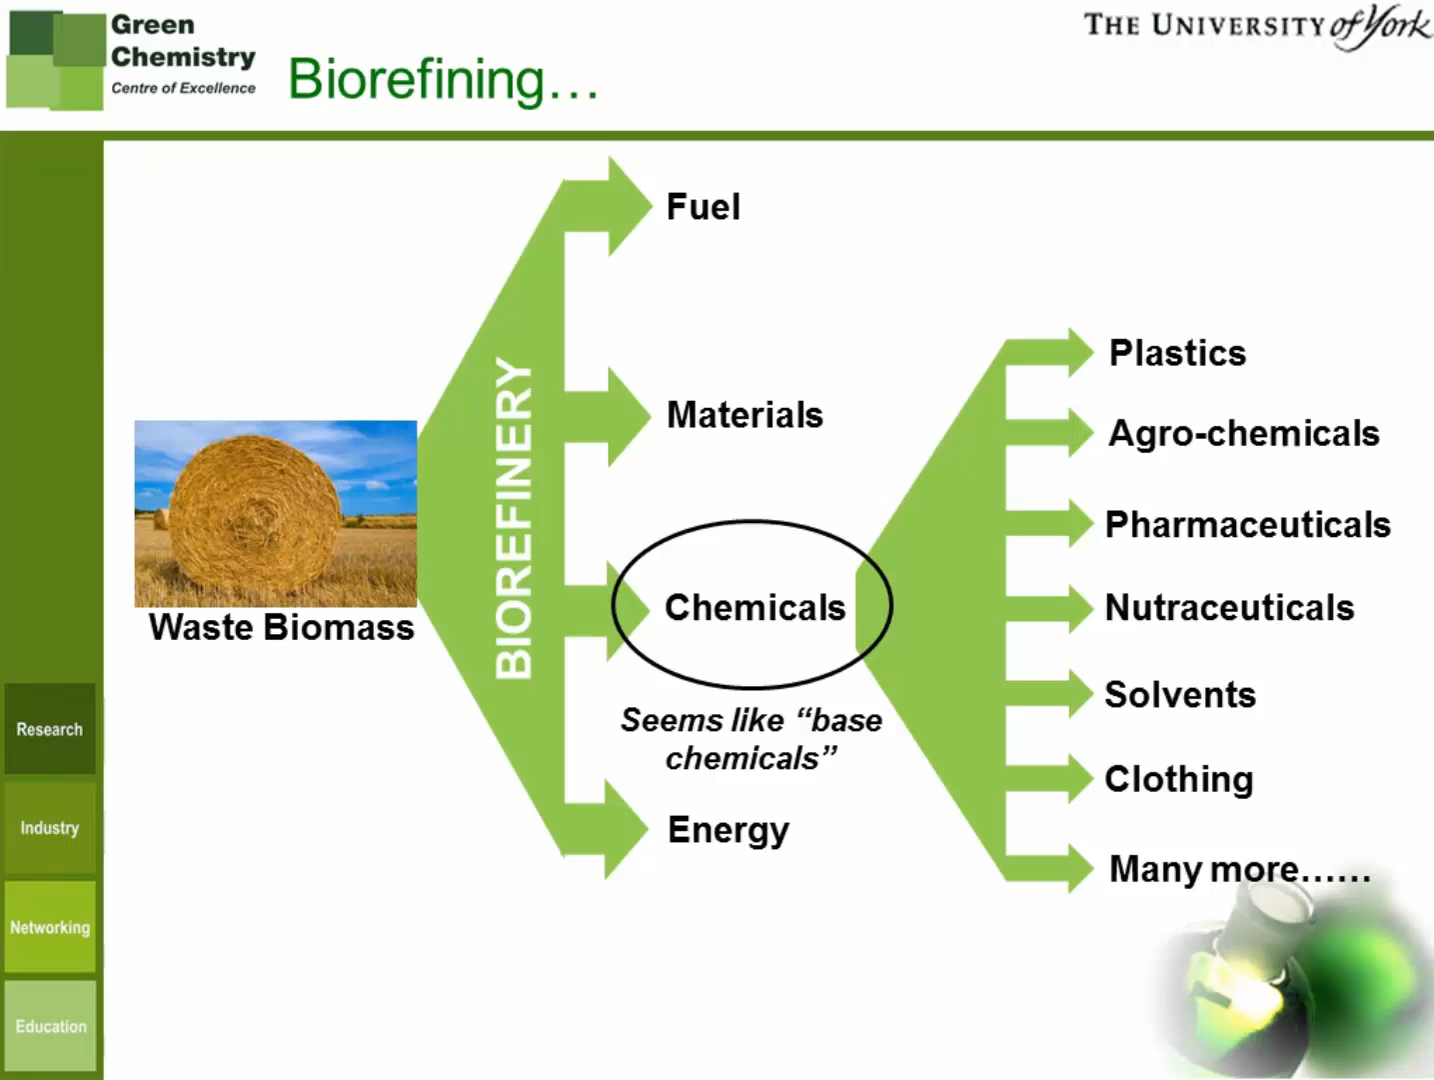 Green
Chemistry
Centre of Excellence
THE UNIVERSITY of York
Biorefining...
Fuel
Materials
BIOREFINERY
Waste Biomass
Chemicals
Seems like “base
chemicals”
Energy
Plastics
Agro-chemicals
Pharmaceuticals
Nutraceuticals
Solvents
Clothing
Many more......
Research
Industry
Networking
Education